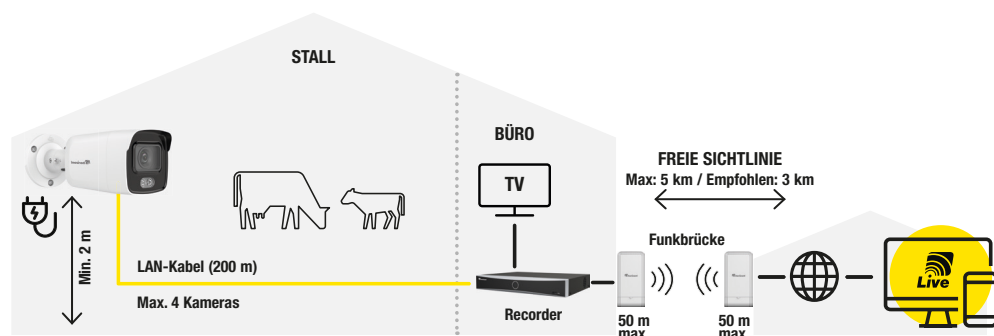 STALL
BÜRO
TV
FREIE SICHTLINIE
Max: 5 km / Empfohlen: 3 km
Min. 2 m
LAN-Kabel (200 m)
Max. 4 Kameras
Recorder
Funkbrücke
50 m
max.
50 m
max.
Live